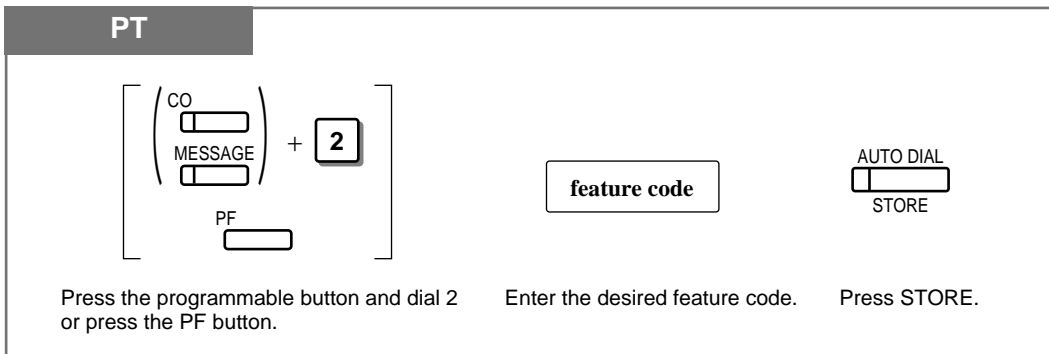 PT
CO
MESSAGE
+ 2
PF
feature code
AUTO DIAL
STORE
Press the programmable button and dial 2
or press the PF button.
Enter the desired feature code.
Press STORE.